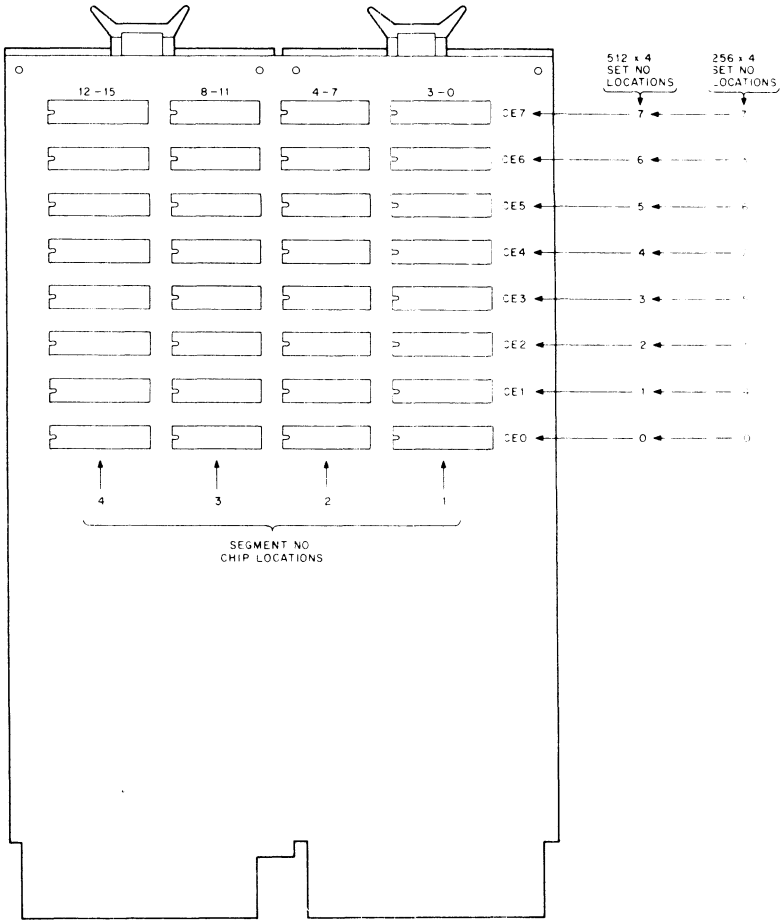 512 x 4
SET NO
LOCATIONS
256 x 4
SET NO
LOCATIONS
12-15 8-11 4-7 3-0
CE7 7
CE6 6
CE5 5
CE4 4
CE3 3
CE2 2
CE1 1
CE0 0 0
4 3 2 1
SEGMENT NO
CHIP LOCATIONS